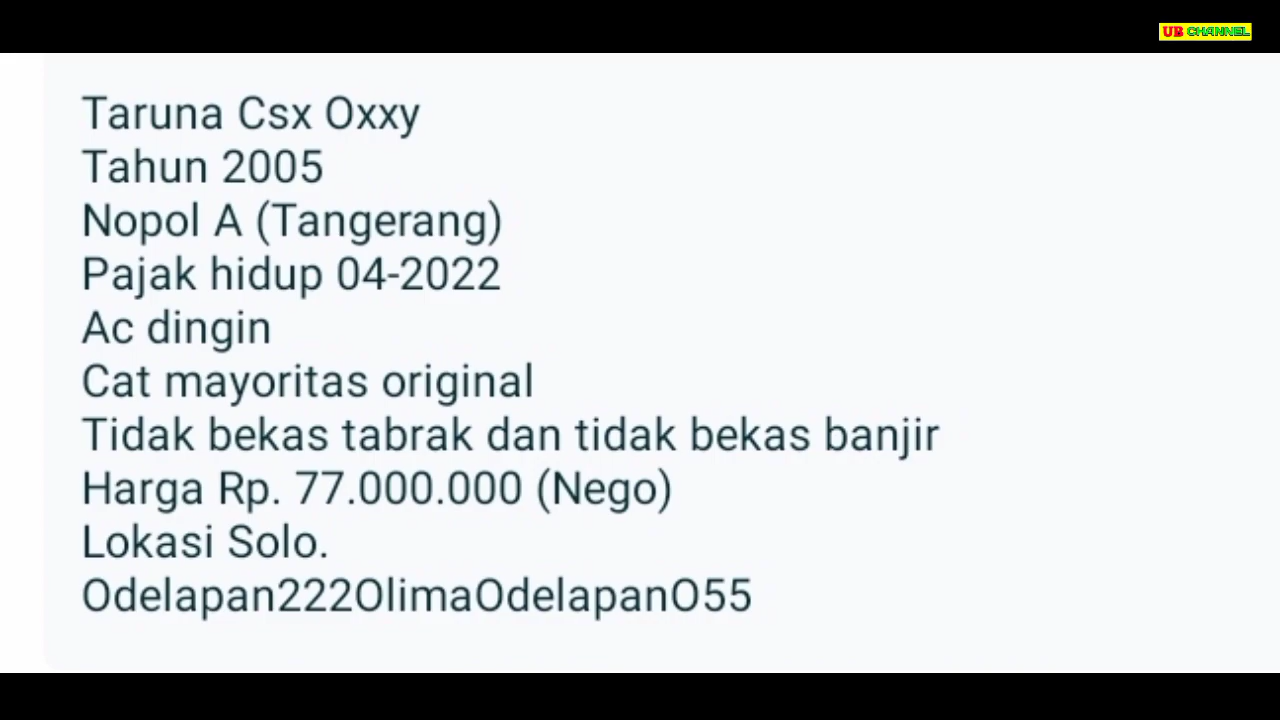 UB CHANNEL
Taruna Csx Oxxy
Tahun 2005
Nopol A (Tangerang)
Pajak hidup 04-2022
Ac dingin
Cat mayoritas original
Tidak bekas tabrak dan tidak bekas banjir
Harga Rp. 77.000.000 (Nego)
Lokasi Solo.
Odelapan222OlimaOdelapanO55